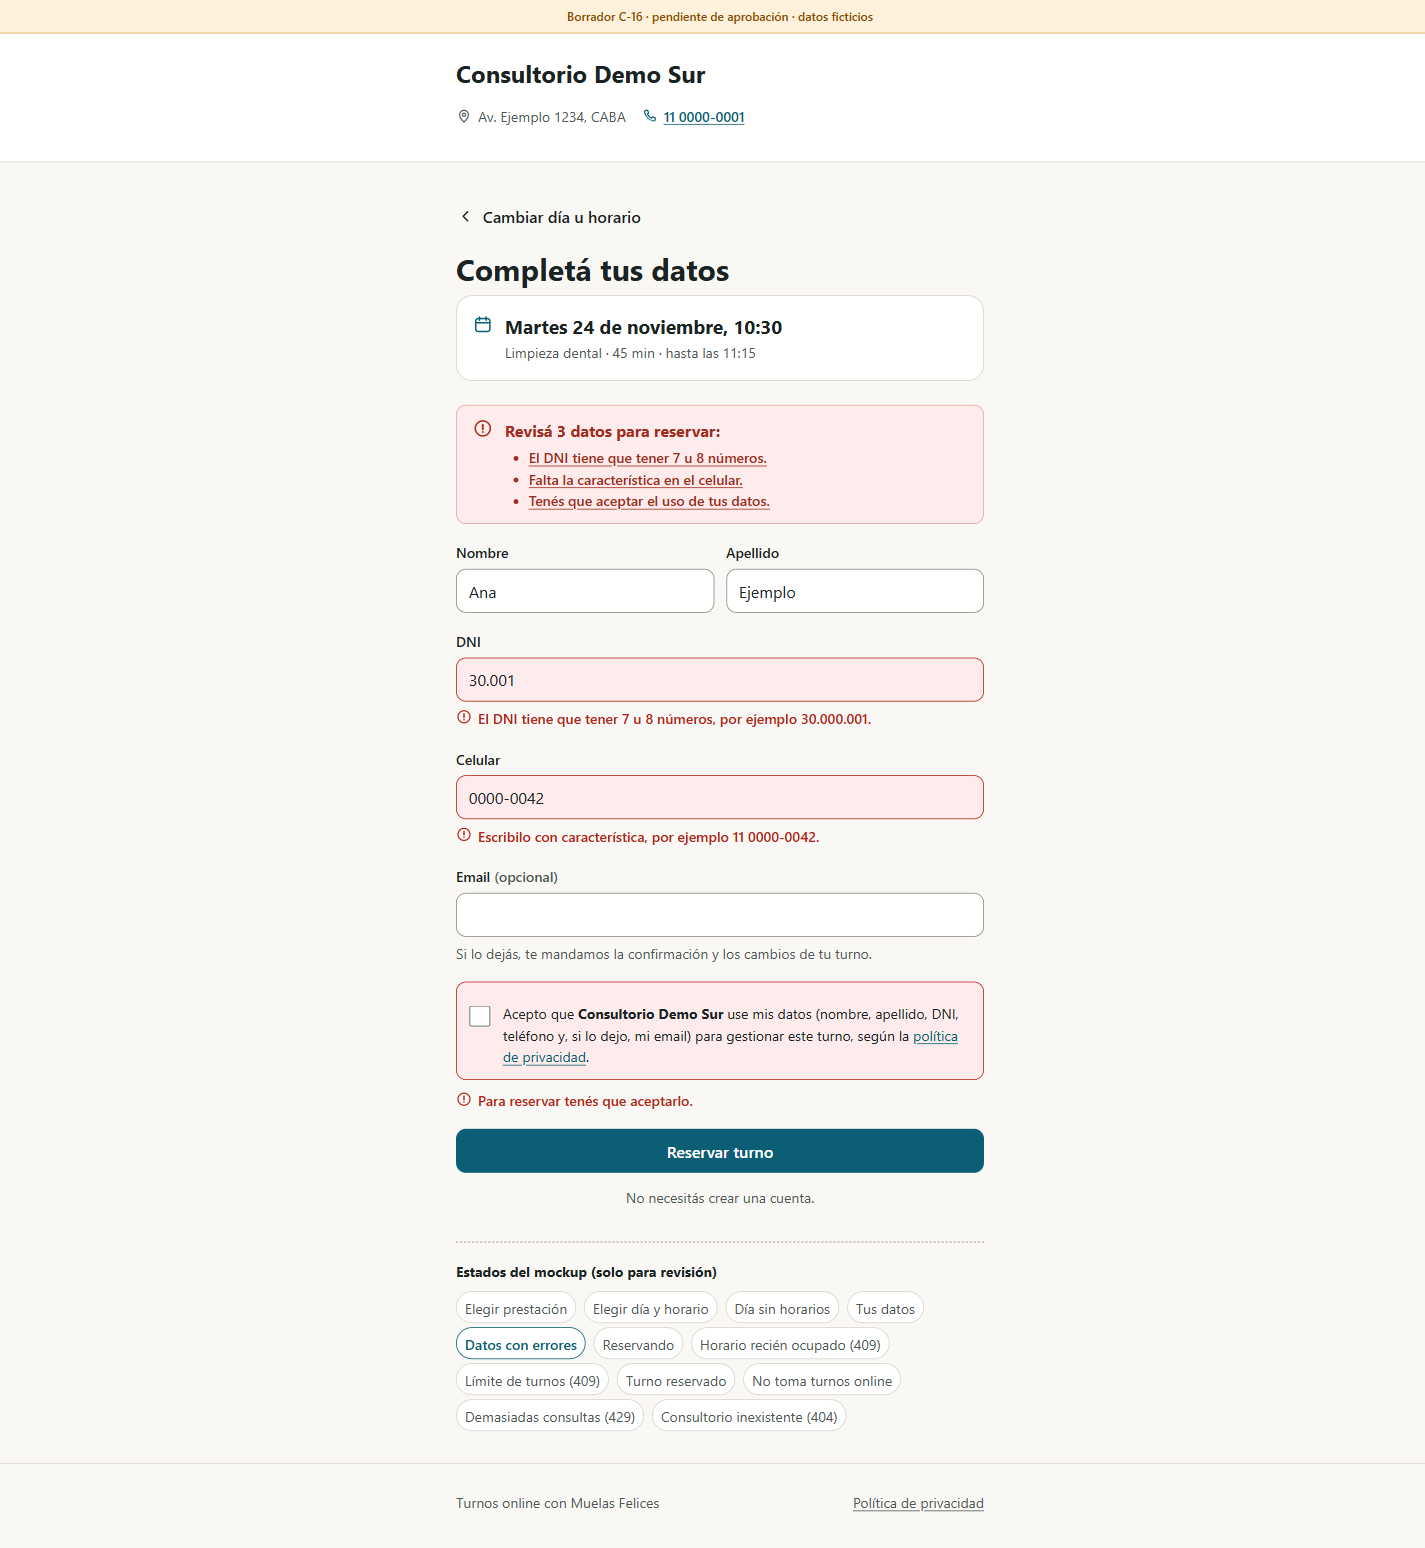 Borrador C-16 · pendiente de aprobación · datos ficticios
Consultorio Demo Sur
Av. Ejemplo 1234, CABA 11 0000-0001
Cambiar día u horario
Completá tus datos
Martes 24 de noviembre, 10:30
Limpieza dental · 45 min · hasta las 11:15
Revisá 3 datos para reservar:
• El DNI tiene que tener 7 u 8 números.
• Falta la característica en el celular.
• Tenés que aceptar el uso de tus datos.
Nombre Apellido
Ana Ejemplo
DNI
30.001
El DNI tiene que tener 7 u 8 números, por ejemplo 30.000.001.
Celular
0000-0042
Escribilo con característica, por ejemplo 11 0000-0042.
Email (opcional)
Si lo dejás, te mandamos la confirmación y los cambios de tu turno.
Acepto que Consultorio Demo Sur use mis datos (nombre, apellido, DNI,
teléfono y, si lo dejo, mi email) para gestionar este turno, según la política
de privacidad.
Para reservar tenés que aceptarlo.
Reservar turno
No necesitás crear una cuenta.
Estados del mockup (solo para revisión)
Elegir prestación Elegir día y horario Día sin horarios Tus datos
Datos con errores Reservando Horario recién ocupado (409)
Límite de turnos (409) Turno reservado No toma turnos online
Demasiadas consultas (429) Consultorio inexistente (404)
Turnos online con Muelas Felices Política de privacidad